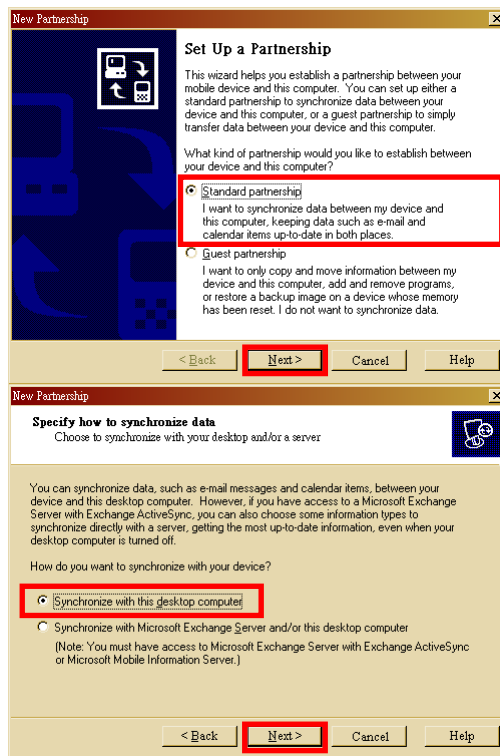 New Partnership
Set Up a Partnership
This wizard helps you establish a partnership between your
mobile device and this computer. You can set up either a
standard partnership to synchronize data between your
device and this computer, or a guest partnership to simply
transfer data between your device and this computer.
What kind of partnership would you like to establish between
your device and this computer?
Standard partnership
I want to synchronize data between my device and
this computer, keeping data such as e-mail and
calendar items up-to-date in both places.
Guest partnership
I want to only copy and move information between my
device and this computer, add and remove programs,
or restore a backup image on a device whose memory
has been reset. I do not want to synchronize data.
< Back Next > Cancel Help
New Partnership
Specify how to synchronize data
Choose to synchronize with your desktop and/or a server
You can synchronize data, such as e-mail messages and calendar items, between your
device and this desktop computer. However, if you have access to a Microsoft Exchange
Server with Exchange ActiveSync, you can also choose some information types to
synchronize directly with a server, getting the most up-to-date information, even when your
desktop computer is turned off.
How do you want to synchronize with your device?
Synchronize with this desktop computer
Synchronize with Microsoft Exchange Server and/or this desktop computer
(Note: You must have access to Microsoft Exchange Server with Exchange ActiveSync
or Microsoft Mobile Information Server.)
< Back Next > Cancel Help